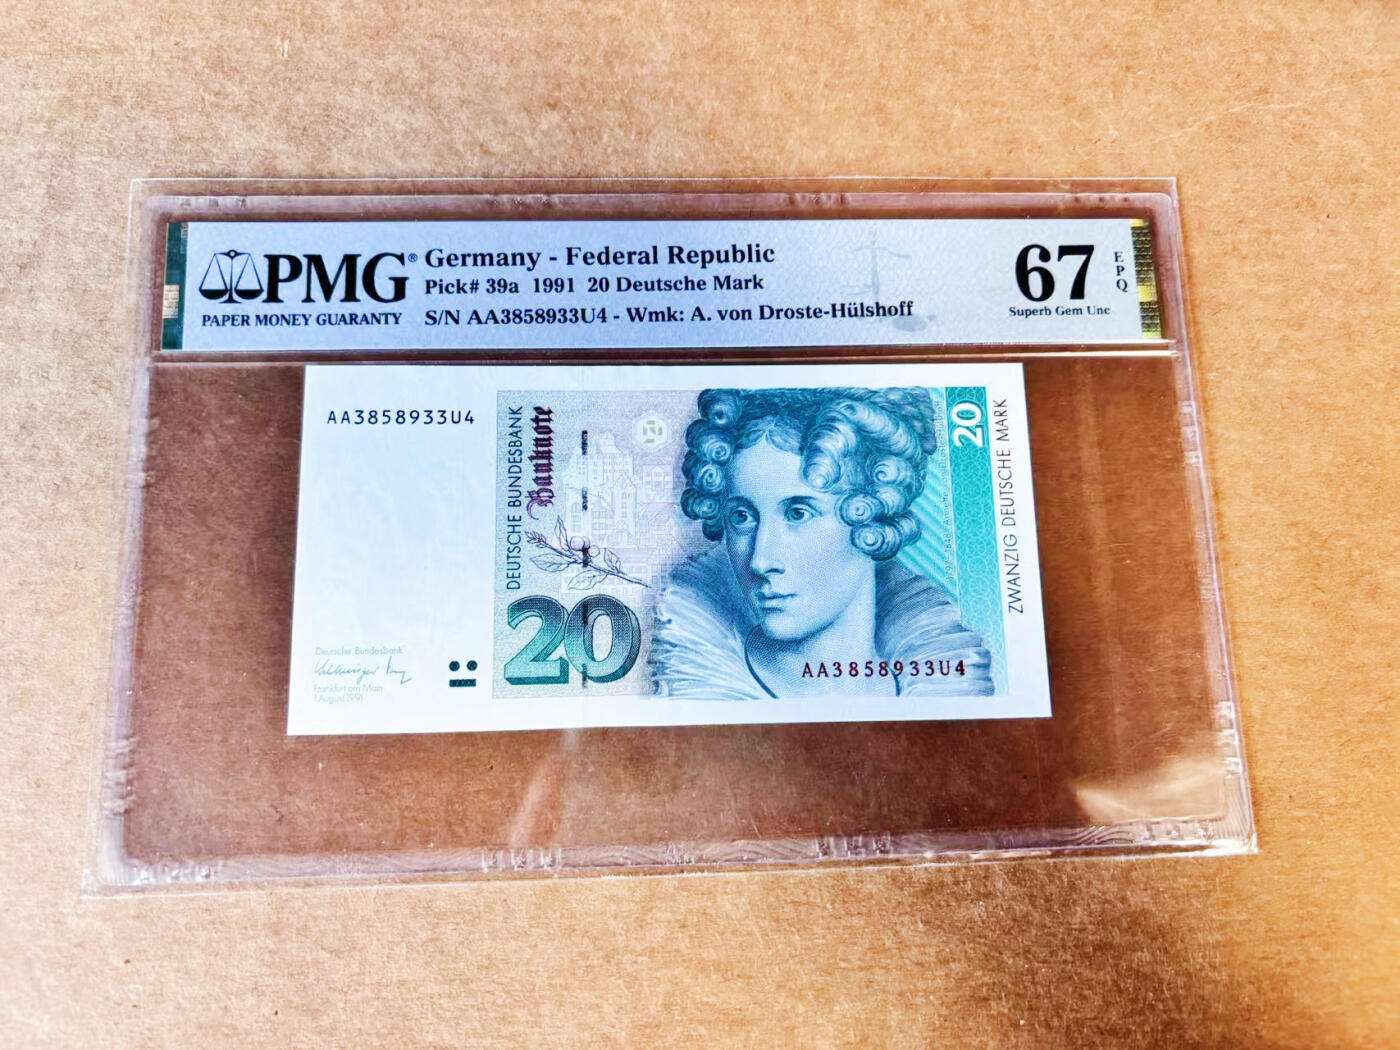 PMG®
PAPER MONEY GUARANTY
Germany - Federal Republic
Pick# 39a 1991 20 Deutsche Mark
S/N AA3858933U4 - Wmk: A. von Droste-Hülshoff
67
EPQ
Superb Gem Unc
AA3858933U4
DEUTSCHE BUNDESBANK
Banknote
20
20
ZWANZIG DEUTSCHE MARK
AA3858933U4
Deutsche Bundesbank
Frankfurt am Main
1. August 1991